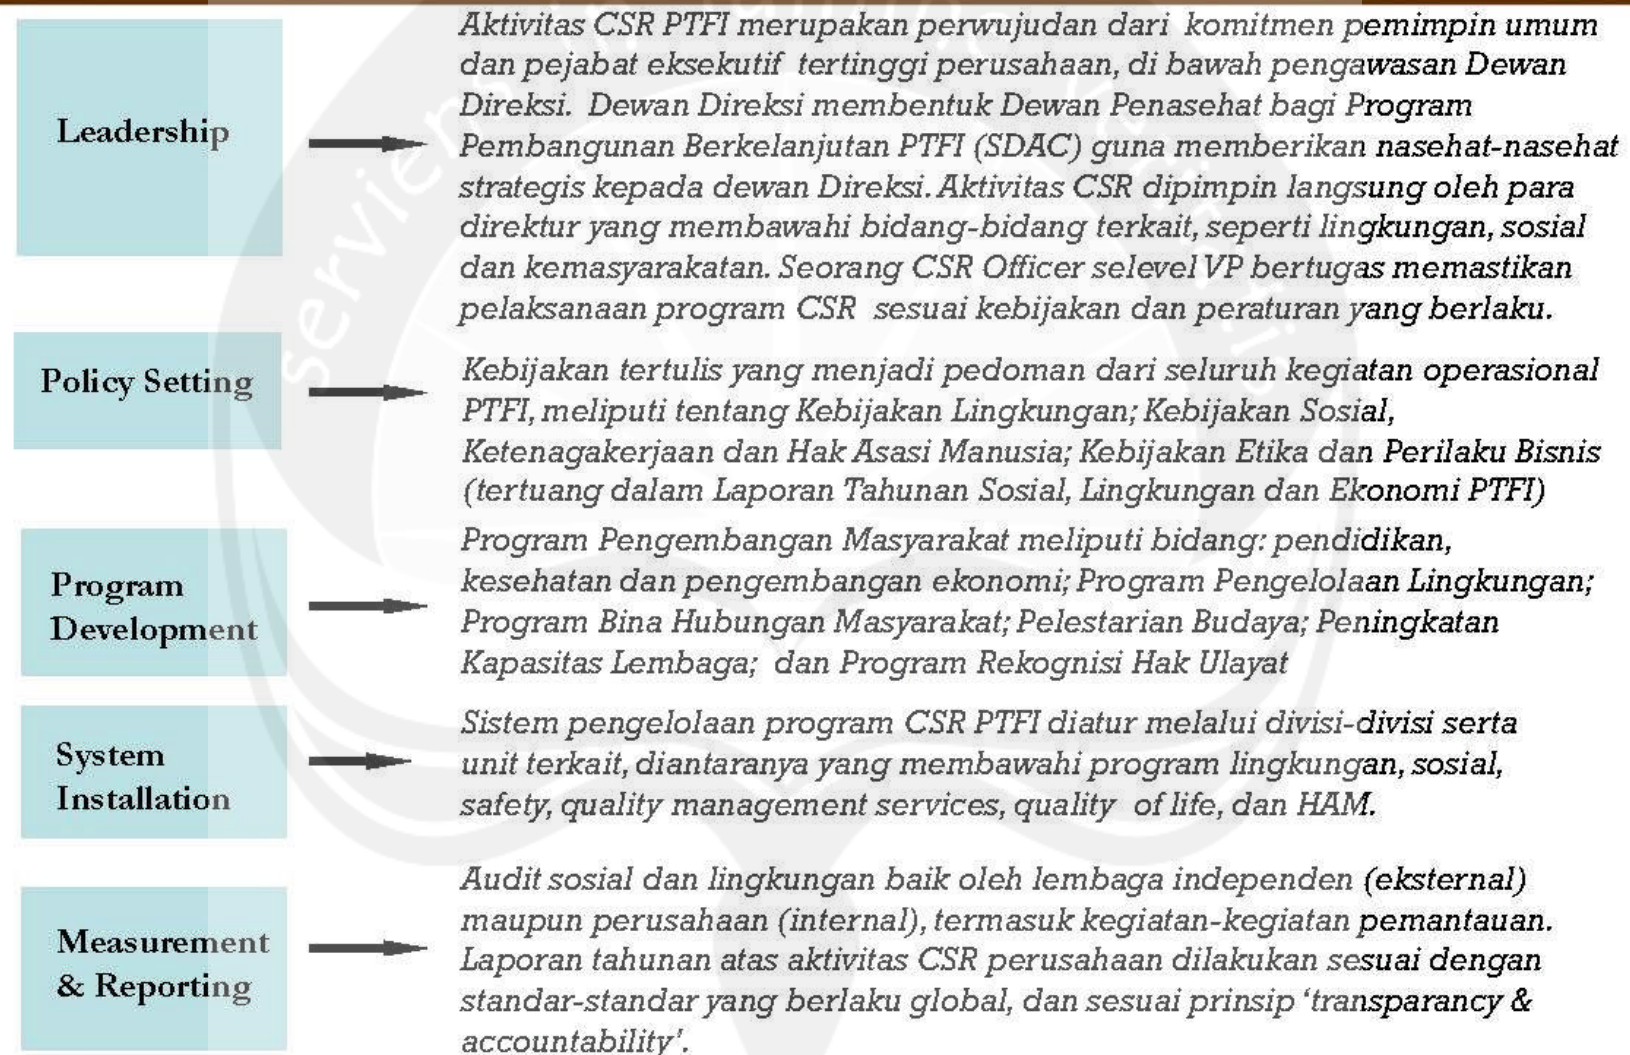 Leadership
Aktivitas CSR PTFI merupakan perwujudan dari komitmen pemimpin umum
dan pejabat eksekutif tertinggi perusahaan, di bawah pengawasan Dewan
Direksi. Dewan Direksi membentuk Dewan Penasehat bagi Program
Pembangunan Berkelanjutan PTFI (SDAC) guna memberikan nasehat-nasehat
strategis kepada dewan Direksi. Aktivitas CSR dipimpin langsung oleh para
direktur yang membawahi bidang-bidang terkait, seperti lingkungan, sosial
dan kemasyarakatan. Seorang CSR Officer selevel VP bertugas memastikan
pelaksanaan program CSR sesuai kebijakan dan peraturan yang berlaku.
Policy Setting
Kebijakan tertulis yang menjadi pedoman dari seluruh kegiatan operasional
PTFI, meliputi tentang Kebijakan Lingkungan; Kebijakan Sosial,
Ketenagakerjaan dan Hak Asasi Manusia; Kebijakan Etika dan Perilaku Bisnis
(tertuang dalam Laporan Tahunan Sosial, Lingkungan dan Ekonomi PTFI)
Program
Development
Program Pengembangan Masyarakat meliputi bidang: pendidikan,
kesehatan dan pengembangan ekonomi; Program Pengelolaan Lingkungan;
Program Bina Hubungan Masyarakat; Pelestarian Budaya; Peningkatan
Kapasitas Lembaga; dan Program Rekognisi Hak Ulayat
System
Installation
Sistem pengelolaan program CSR PTFI diatur melalui divisi-divisi serta
unit terkait, diantaranya yang membawahi program lingkungan, sosial,
safety, quality management services, quality of life, dan HAM.
Measurement
& Reporting
Audit sosial dan lingkungan baik oleh lembaga independen (eksternal)
maupun perusahaan (internal), termasuk kegiatan-kegiatan pemantauan.
Laporan tahunan atas aktivitas CSR perusahaan dilakukan sesuai dengan
standar-standar yang berlaku global, dan sesuai prinsip ‘transparancy &
accountability’.